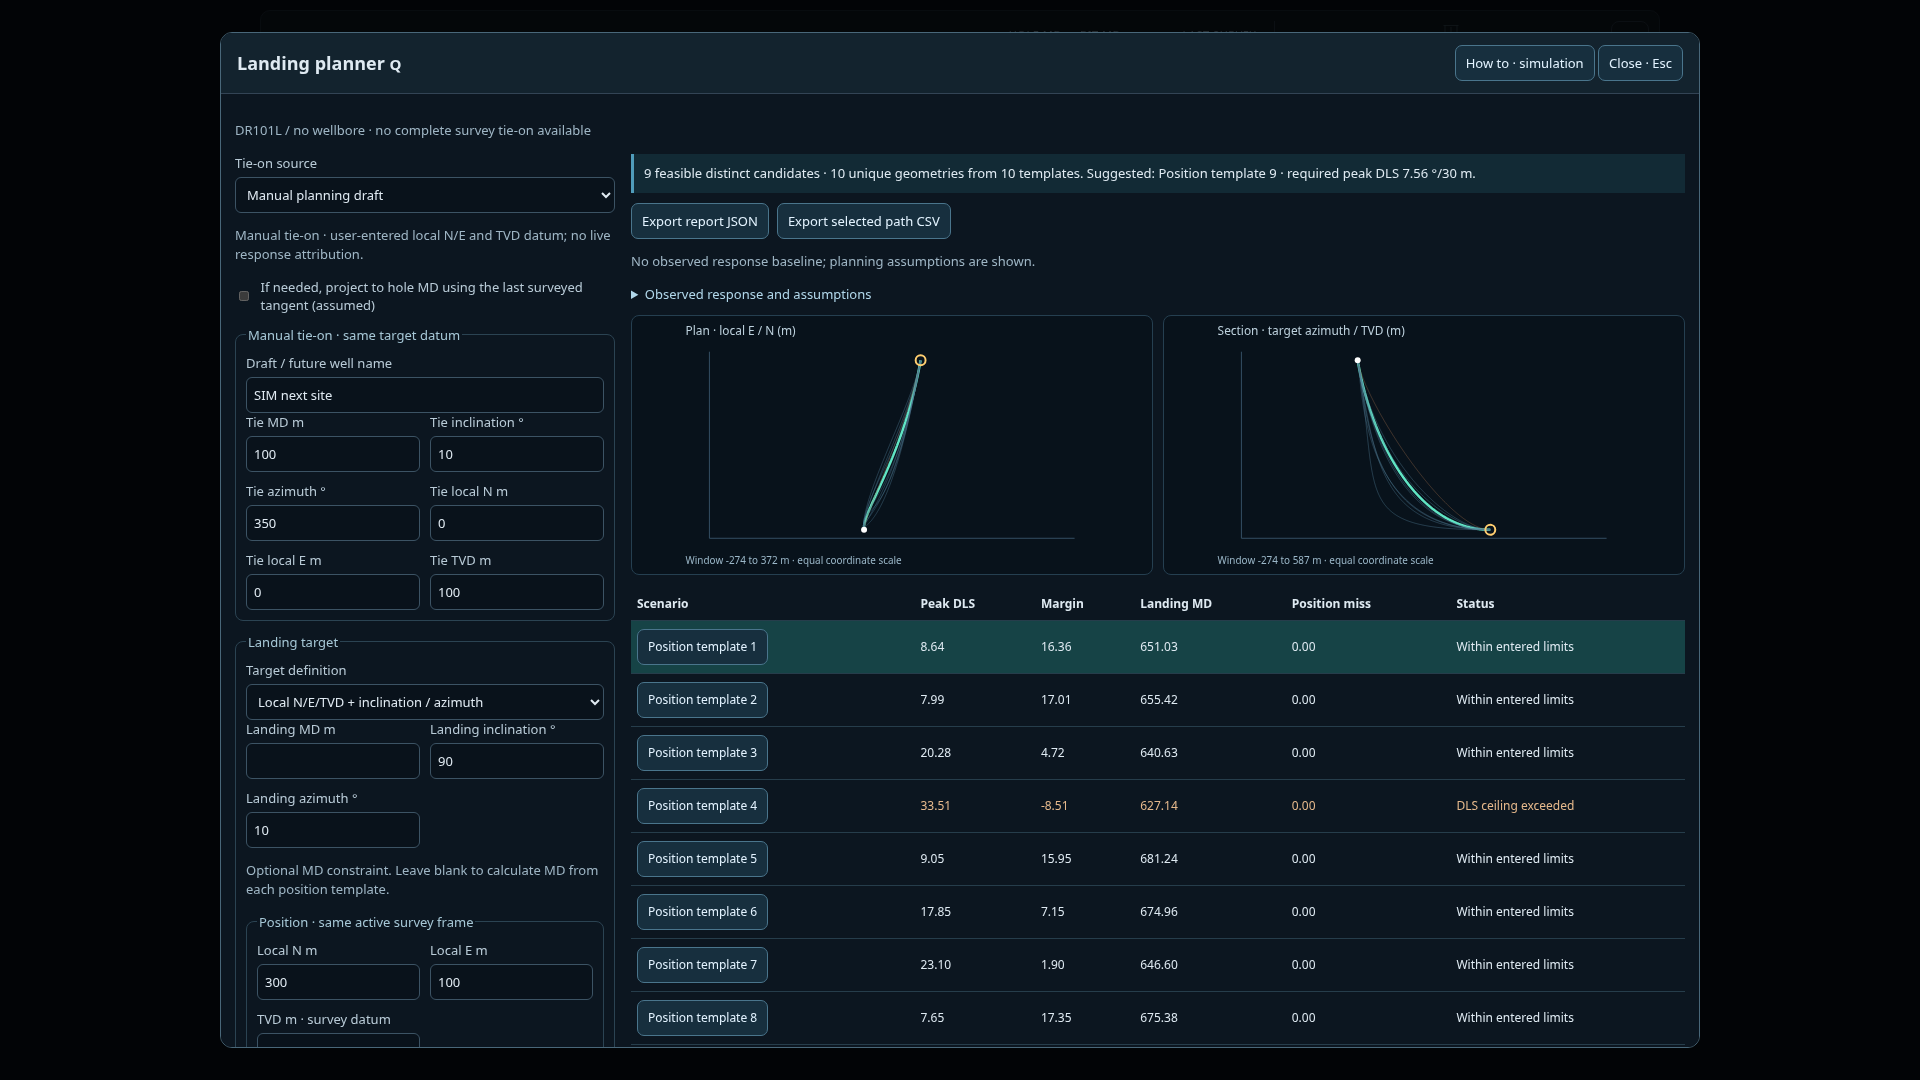 Landing planner Q
How to · simulation
Close · Esc
DR101L / no wellbore · no complete survey tie-on available
Tie-on source
Manual planning draft
Manual tie-on · user-entered local N/E and TVD datum; no live
response attribution.
If needed, project to hole MD using the last surveyed
tangent (assumed)
Manual tie-on · same target datum
Draft / future well name
SIM next site
Tie MD m
Tie inclination °
100
10
Tie azimuth °
Tie local N m
350
0
Tie local E m
Tie TVD m
0
100
Landing target
Target definition
Local N/E/TVD + inclination / azimuth
Landing MD m
Landing inclination °
90
Landing azimuth °
10
Optional MD constraint. Leave blank to calculate MD from
each position template.
Position · same active survey frame
Local N m
Local E m
300
100
TVD m · survey datum
9 feasible distinct candidates · 10 unique geometries from 10 templates. Suggested: Position template 9 · required peak DLS 7.56 °/30 m.
Export report JSON
Export selected path CSV
No observed response baseline; planning assumptions are shown.
Observed response and assumptions
Plan · local E / N (m)
Window -274 to 372 m · equal coordinate scale
Section · target azimuth / TVD (m)
Window -274 to 587 m · equal coordinate scale
Scenario Peak DLS Margin Landing MD Position miss Status
Position template 1 8.64 16.36 651.03 0.00 Within entered limits
Position template 2 7.99 17.01 655.42 0.00 Within entered limits
Position template 3 20.28 4.72 640.63 0.00 Within entered limits
Position template 4 33.51 -8.51 627.14 0.00 DLS ceiling exceeded
Position template 5 9.05 15.95 681.24 0.00 Within entered limits
Position template 6 17.85 7.15 674.96 0.00 Within entered limits
Position template 7 23.10 1.90 646.60 0.00 Within entered limits
Position template 8 7.65 17.35 675.38 0.00 Within entered limits